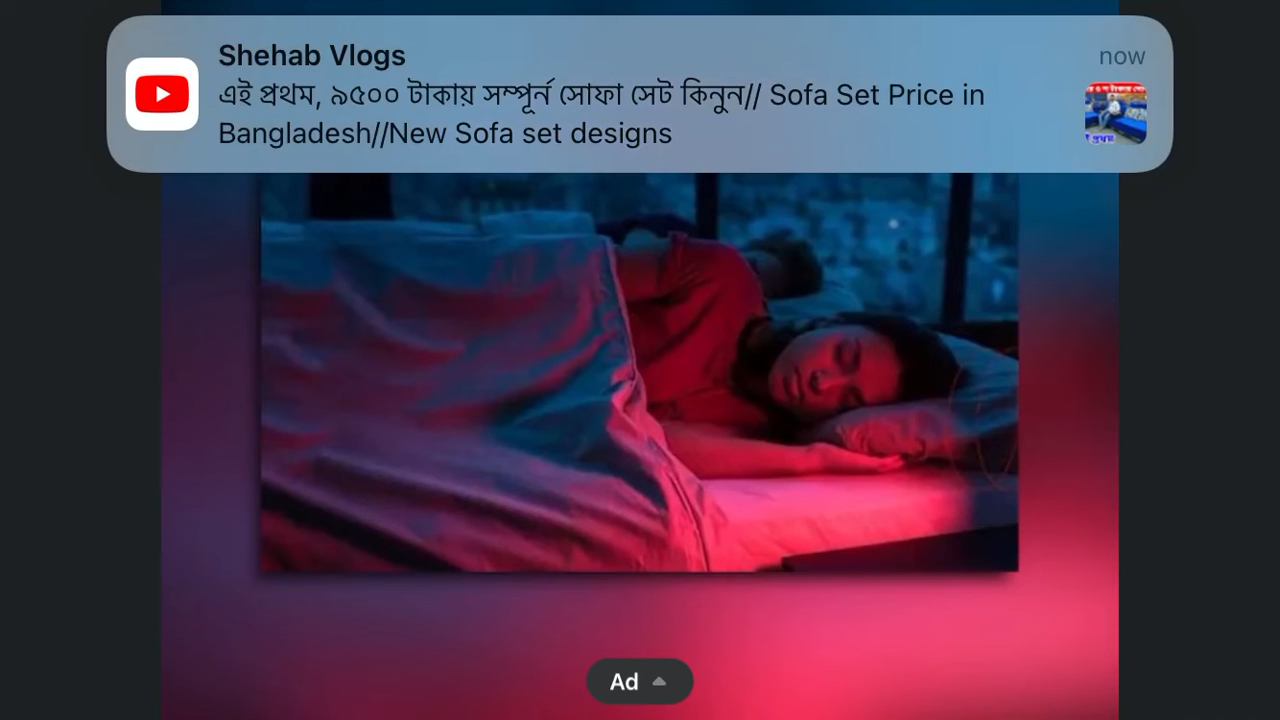 Shehab Vlogs
now
এই প্রথম, ৯৫০০ টাকায় সম্পূর্ন সোফা সেট কিনুন// Sofa Set Price in
Bangladesh//New Sofa set designs
Ad